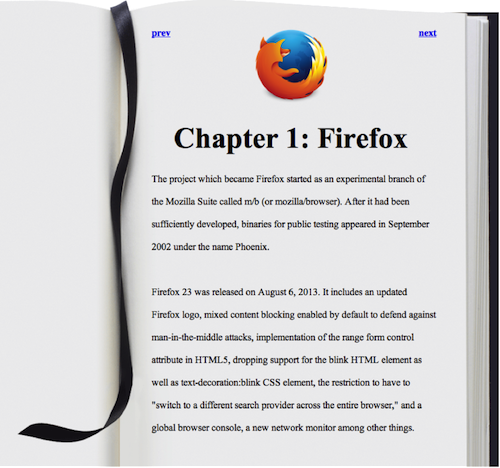 prev next
Chapter 1: Firefox
The project which became Firefox started as an experimental branch of
the Mozilla Suite called m/b (or mozilla/browser). After it had been
sufficiently developed, binaries for public testing appeared in September
2002 under the name Phoenix.
Firefox 23 was released on August 6, 2013. It includes an updated
Firefox logo, mixed content blocking enabled by default to defend against
man-in-the-middle attacks, implementation of the range form control
attribute in HTML5, dropping support for the blink HTML element as
well as text-decoration:blink CSS element, the restriction to have to
"switch to a different search provider across the entire browser," and a
global browser console, a new network monitor among other things.